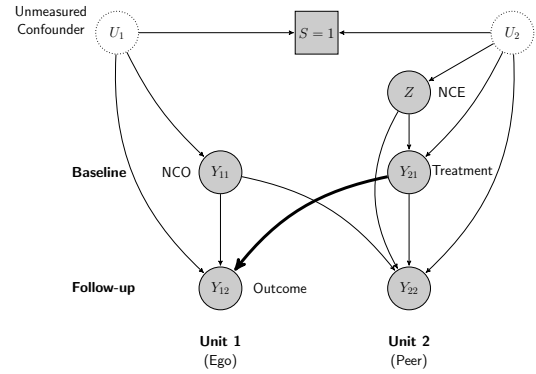 Unmeasured
Confounder
U₁
S = 1
U₂
Z
NCE
Baseline
NCO
Y₁₁
Y₂₁
Treatment
Follow-up
Y₁₂
Outcome
Y₂₂
Unit 1
(Ego)
Unit 2
(Peer)